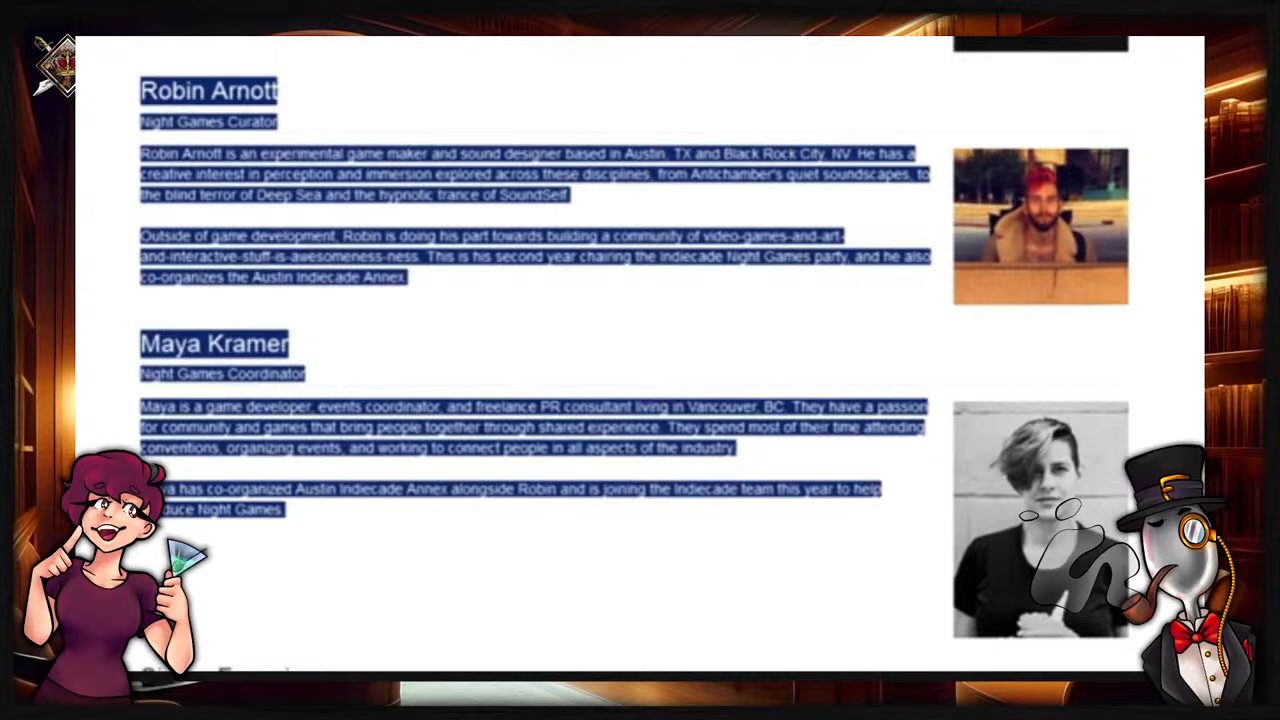 Robin Arnott
Night Games Curator
Robin Arnott is an experimental game maker and sound designer based in Austin, TX and Black Rock City, NV. He has a
creative interest in perception and immersion explored across these disciplines, from Antichamber's quiet soundscapes, to
the blind terror of Deep Sea and the hypnotic trance of SoundSelf.
Outside of game development, Robin is doing his part towards building a community of video-games-and-art-
and-interactive-stuff-is-awesomeness-ness. This is his second year chairing the Indiecade Night Games party, and he also
co-organizes the Austin Indiecade Annex.
Maya Kramer
Night Games Coordinator
Maya is a game developer, events coordinator, and freelance PR consultant living in Vancouver, BC. They have a passion
for community and games that bring people together through shared experience. They spend most of their time attending
conventions, organizing events, and working to connect people in all aspects of the industry.
has co-organized Austin Indiecade Annex alongside Robin and is joining the Indiecade team this year to help
duce Night Games.